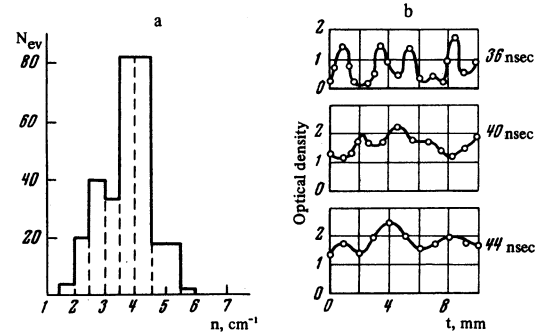 a
N_ev
80
60
40
20
1 2 3 4 5 6 7
n, cm⁻¹
b
Optical density
2
1
0
36 nsec
2
1
0
40 nsec
2
1
0
44 nsec
0 4 8
t, mm